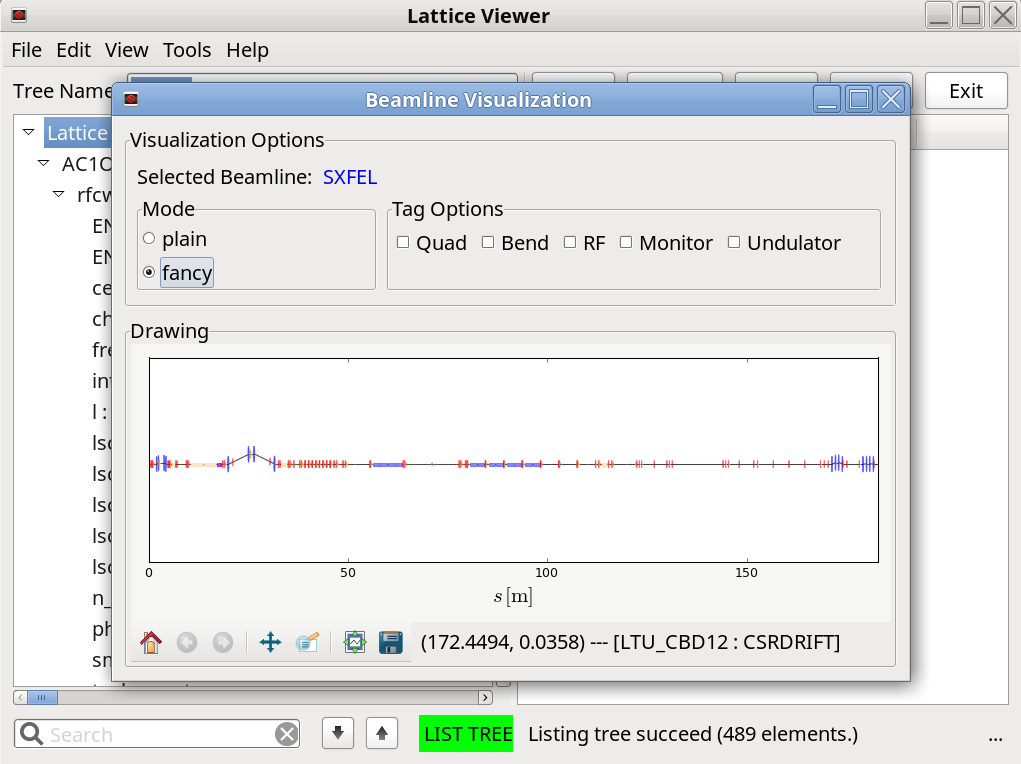 Lattice Viewer
File Edit View Tools Help
Tree Name
Exit
Beamline Visualization
Visualization Options
Selected Beamline: SXFEL
Mode
plain
fancy
Tag Options
Quad Bend RF Monitor Undulator
Drawing
0 50 100 150
s [m]
(172.4494, 0.0358) --- [LTU_CBD12 : CSRDRIFT]
Lattice
AC1
rfcw
EN
EN
ce
ch
fre
int
l :
lsc
lsc
lsc
lsc
lsc
n_
ph
sm
Search
LIST TREE
Listing tree succeed (489 elements.)
...